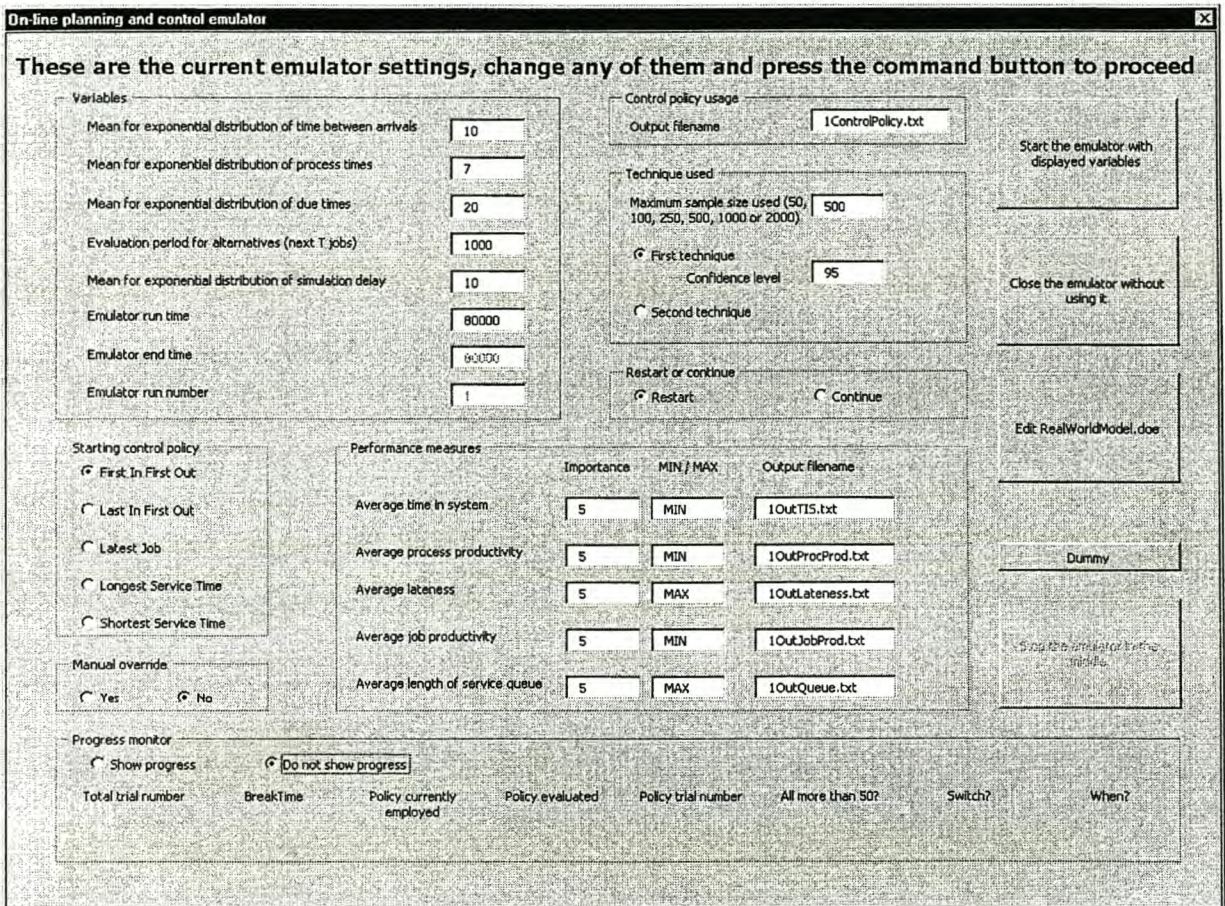 On-line planning and control emulator
These are the current emulator settings, change any of them and press the command button to proceed
Variables
Mean for exponential distribution of time between arrivals 10
Mean for exponential distribution of process times 7
Mean for exponential distribution of due times 20
Evaluation period for alternatives (next T jobs) 1000
Mean for exponential distribution of simulation delay 10
Emulator run time 80000
Emulator end time 80000
Emulator run number 1
Control policy usage
Output filename 1ControlPolicy.txt
Technique used
Maximum sample size used (50, 500
100, 250, 500, 1000 or 2000)
First technique
Confidence level 95
Second technique
Restart or continue
Restart Continue
Start the emulator with
displayed variables
Close the emulator without
using it.
Edit RealWorldModel.doe
Dummy
Stop the emulator in the
middle.
Starting control policy
First In First Out
Last In First Out
Latest Job
Longest Service Time
Shortest Service Time
Manual override
Yes No
Performance measures
Importance MIN / MAX Output filename
Average time in system 5 MIN 1OutTIS.txt
Average process productivity 5 MIN 1OutProcProd.txt
Average lateness 5 MAX 1OutLateness.txt
Average job productivity 5 MIN 1OutJobProd.txt
Average length of service queue 5 MAX 1OutQueue.txt
Progress monitor
Show progress Do not show progress
Total trial number BreakTime Policy currently Policy evaluated Policy trial number All more than 50? Switch? When?
employed